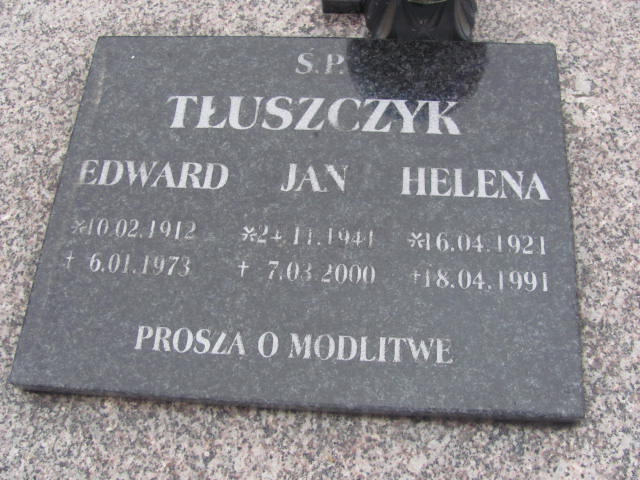 S.P.
TŁUSZCZYK
EDWARD JAN HELENA
*10.02.1912 *24.11.1941 *16.04.1921
† 6.01.1973 † 7.03.2000 †18.04.1991
PROSZA O MODLITWE